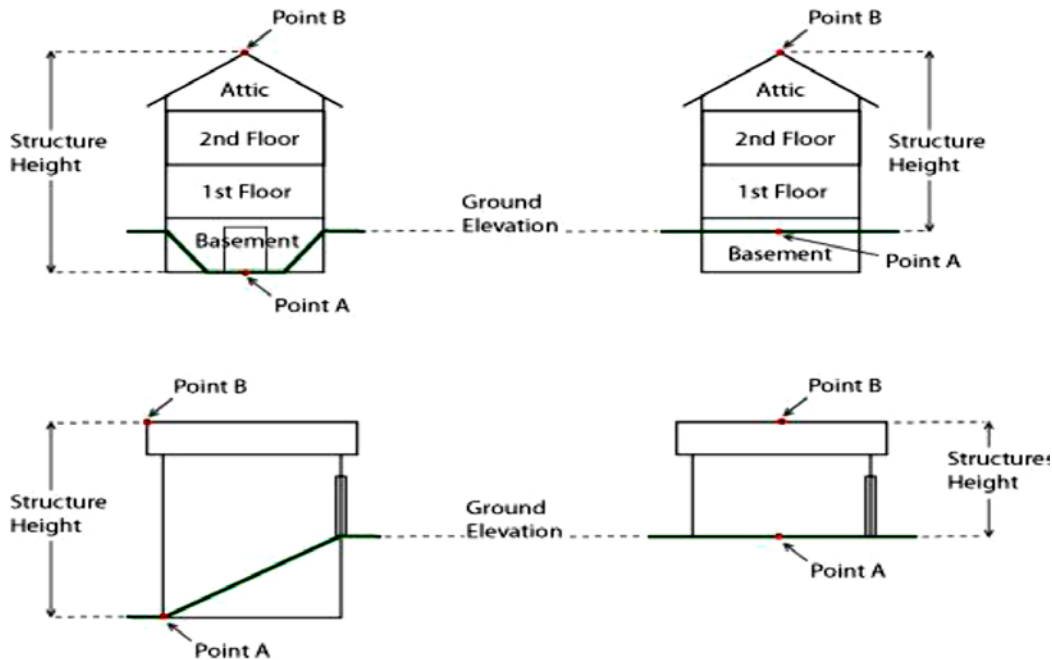 Point B
Attic
2nd Floor
1st Floor
Basement
Structure
Height
Point A
Ground
Elevation
Point B
Attic
2nd Floor
1st Floor
Basement
Structure
Height
Point A
Point B
Structure
Height
Point A
Ground
Elevation
Point B
Structures
Height
Point A